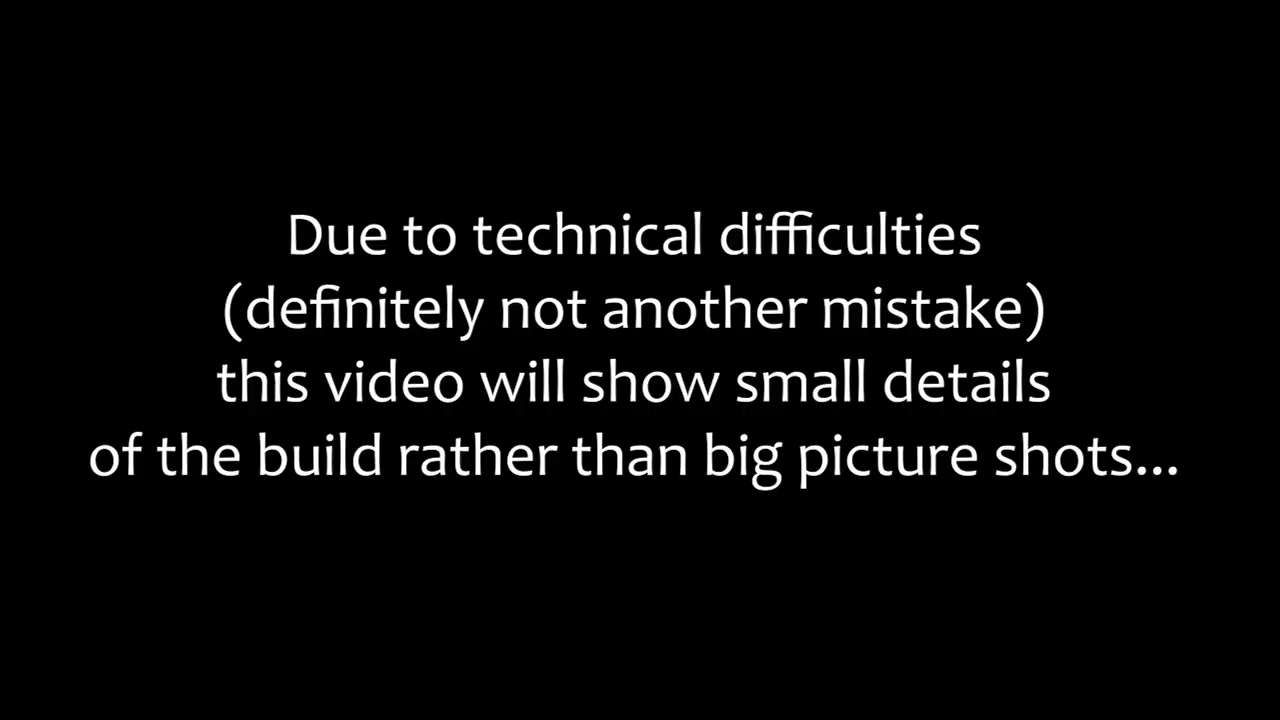 Due to technical difficulties
(definitely not another mistake)
this video will show small details
of the build rather than big picture shots...